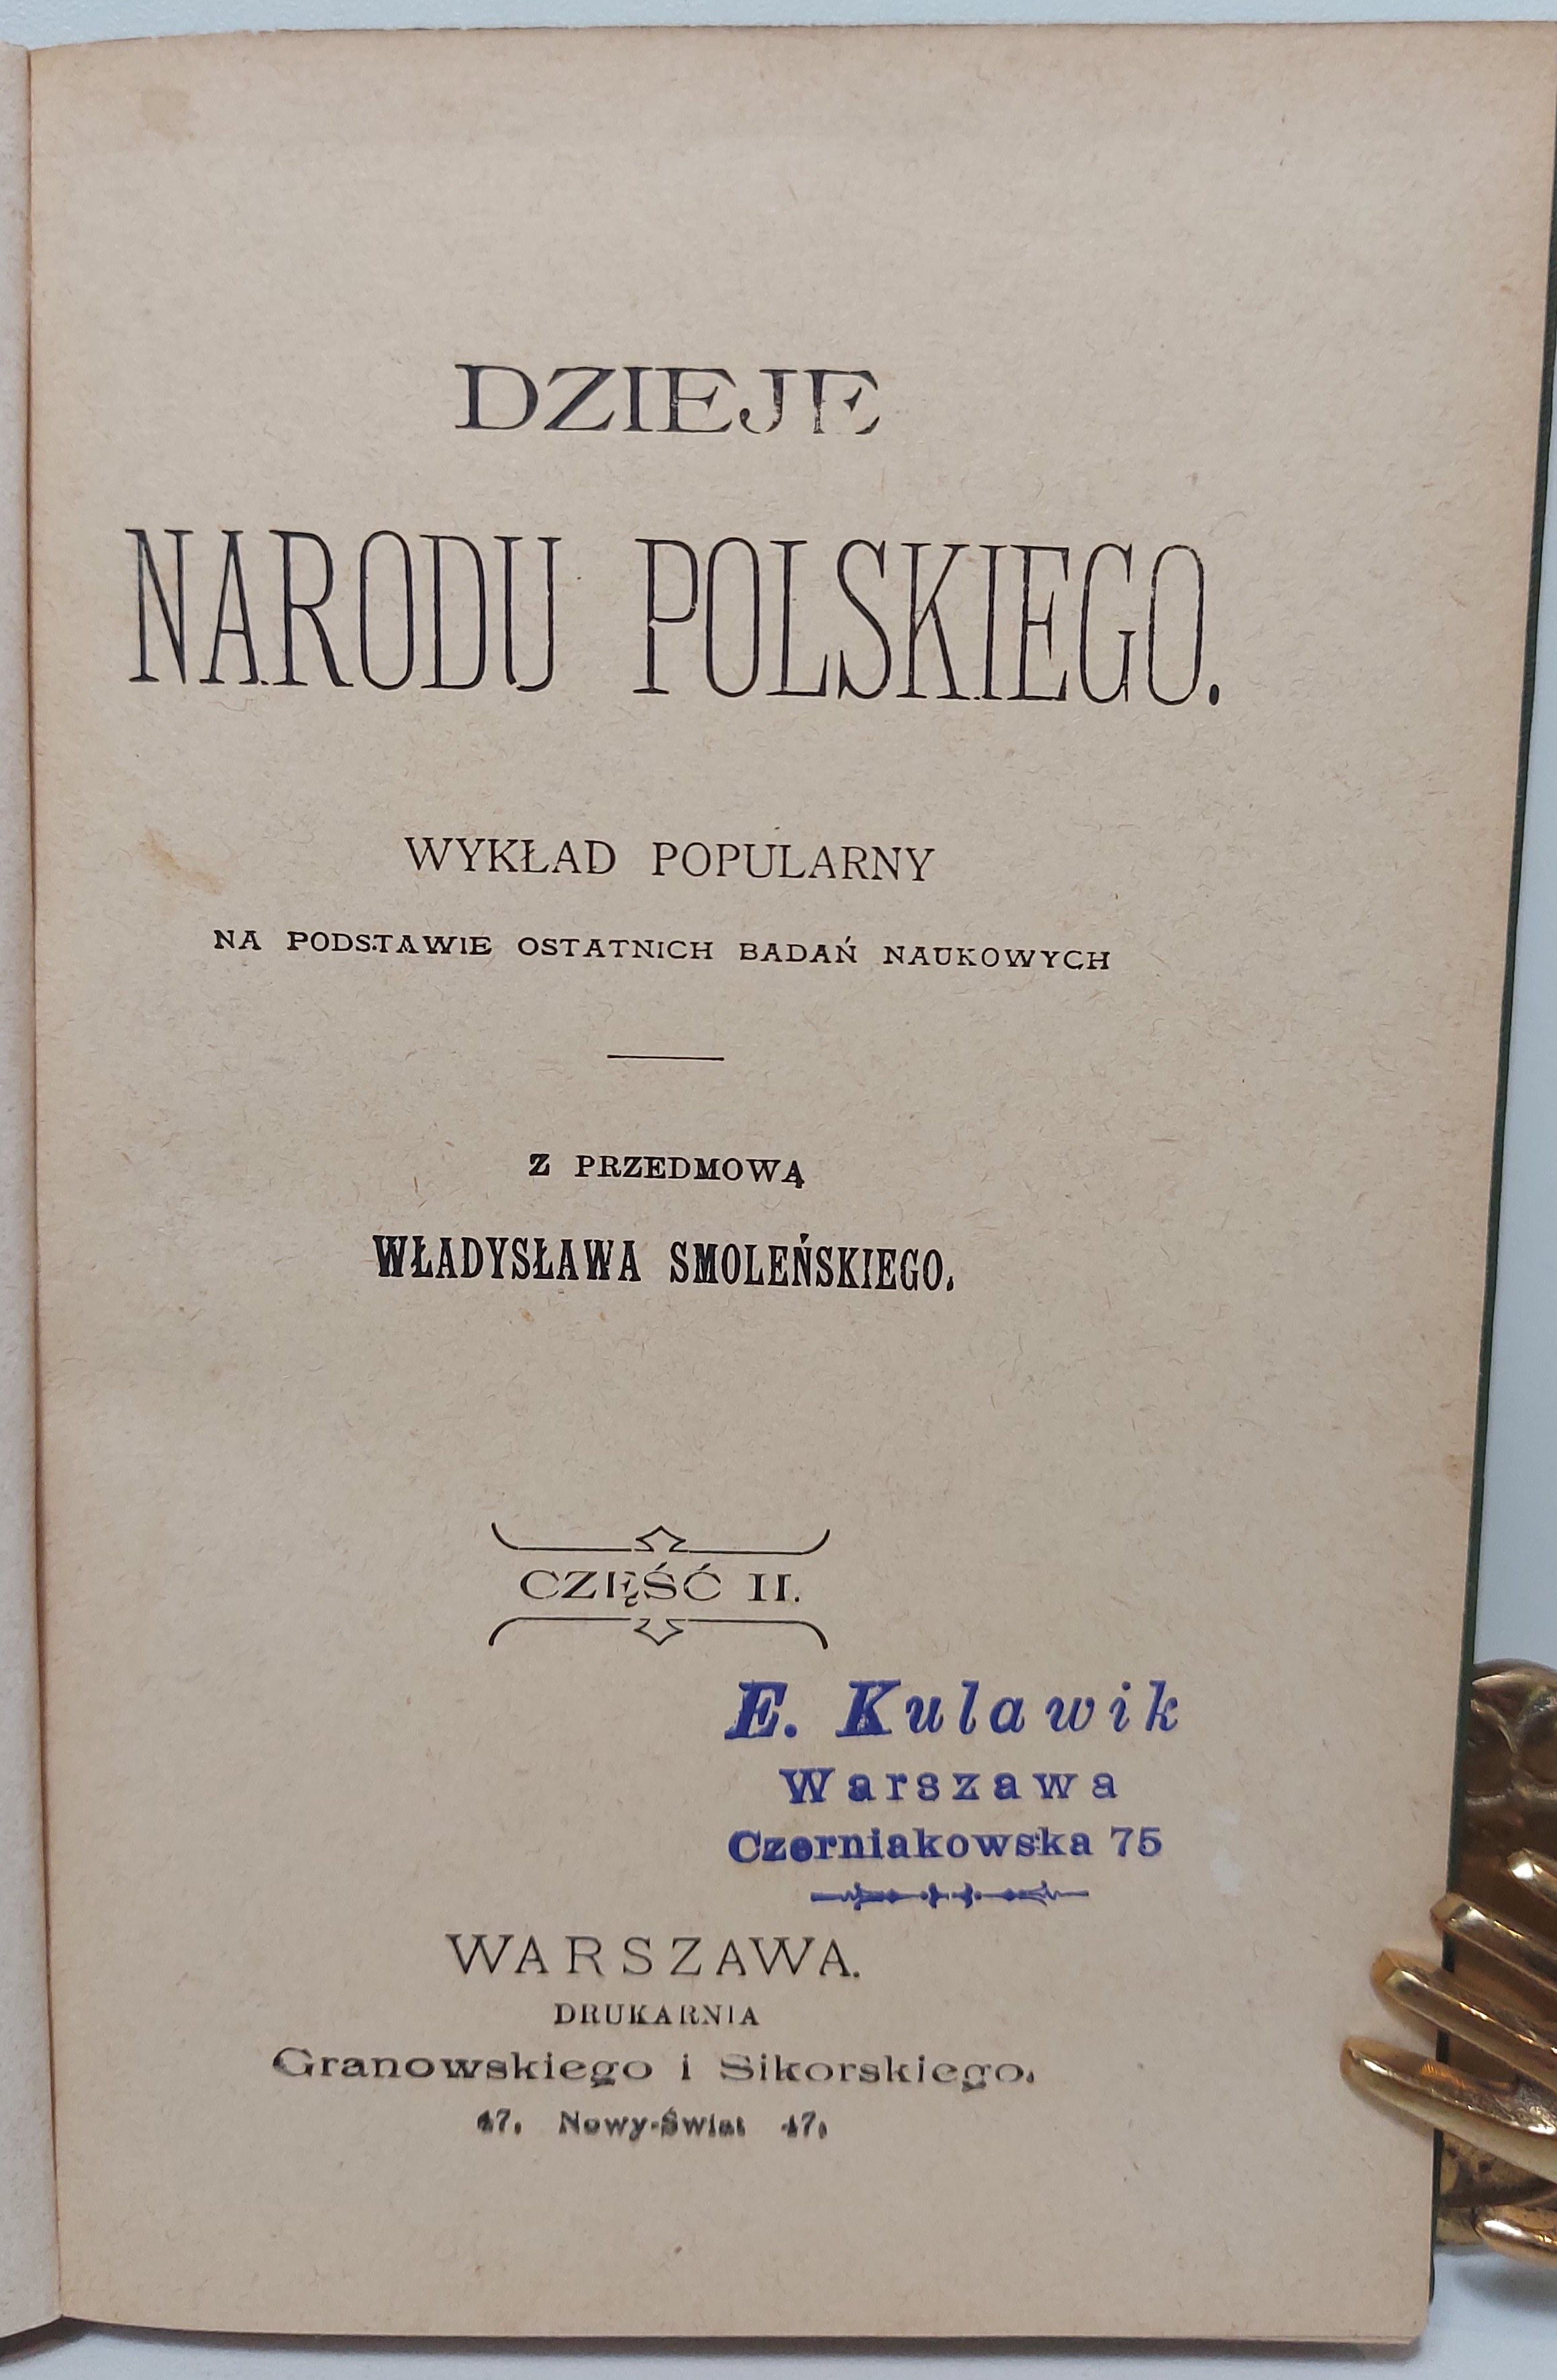 DZIEJE
NARODU POLSKIEGO.
WYKŁAD POPULARNY
NA PODSTAWIE OSTATNICH BADAŃ NAUKOWYCH
Z PRZEDMOWĄ
WŁADYSŁAWA SMOLEŃSKIEGO.
CZĘŚĆ II.
E. Kulawik
Warszawa
Czerniakowska 75
WARSZAWA.
DRUKARNIA
Granowskiego i Sikorskiego.
47, Nowy-Świat 47,